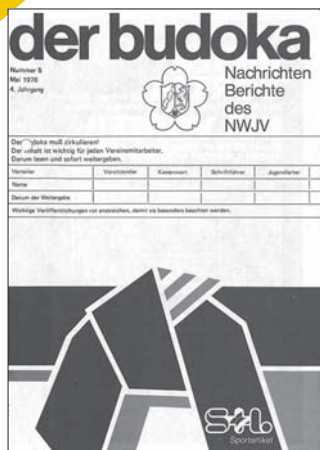 der budoka
Nummer 5
Mai 1976
4. Jahrgang
Nachrichten
Berichte
des
NWJV
Der Budoka muß zirkulieren!
Der Inhalt ist wichtig für jeden Vereinsmitarbeiter.
Darum lesen und sofort weitergeben.
Verteiler Vorsitzender Kassenwart Schriftführer Jugendleiter
Name
Datum der Weitergabe
Wichtige Veröffentlichungen rot anstreichen, damit sie besonders beachtet werden.
Sportartikel